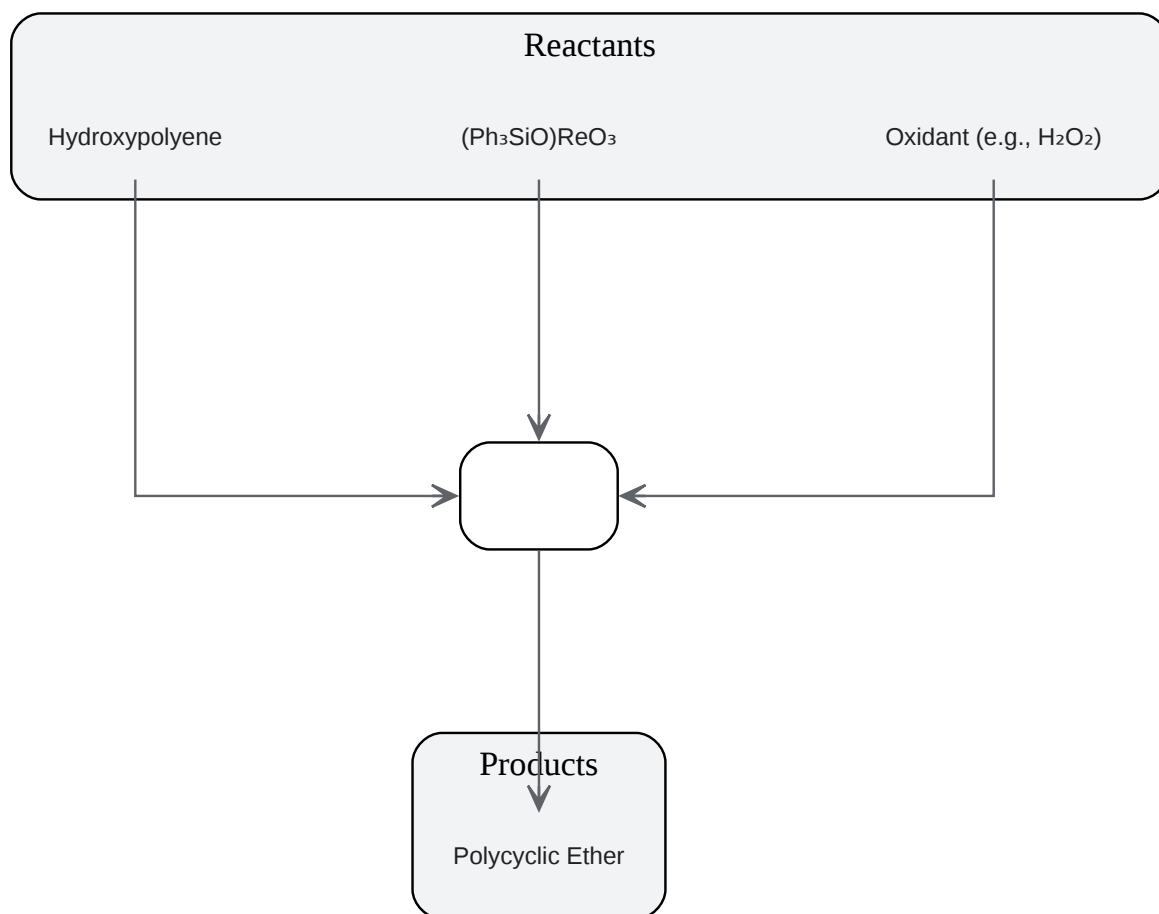 Reactants
Hydroxypolyene (Ph₃SiO)ReO₃ Oxidant (e.g., H₂O₂)
Products
Polycyclic Ether